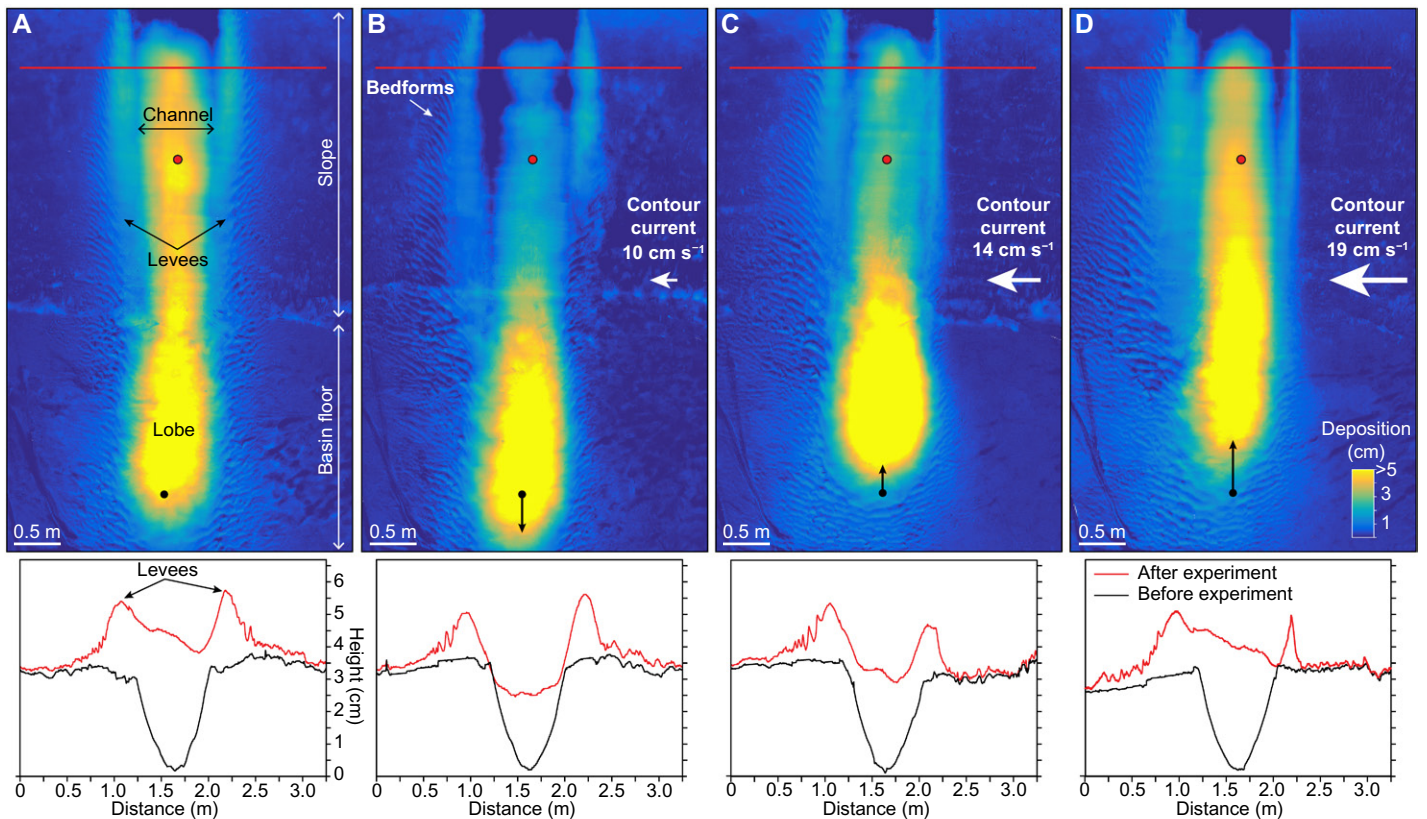 A
Channel
Levees
Lobe
Slope
Basin floor
0.5 m
B
Bedforms
Contour
current
10 cm s⁻¹
0.5 m
C
Contour
current
14 cm s⁻¹
0.5 m
D
Contour
current
19 cm s⁻¹
Deposition
(cm)
>5
3
1
0.5 m
Levees
6
5
4
3
2
1
0
Height (cm)
0 0.5 1.0 1.5 2.0 2.5 3.0
Distance (m)
0 0.5 1.0 1.5 2.0 2.5 3.0
Distance (m)
0 0.5 1.0 1.5 2.0 2.5 3.0
Distance (m)
After experiment
Before experiment
0 0.5 1.0 1.5 2.0 2.5 3.0
Distance (m)